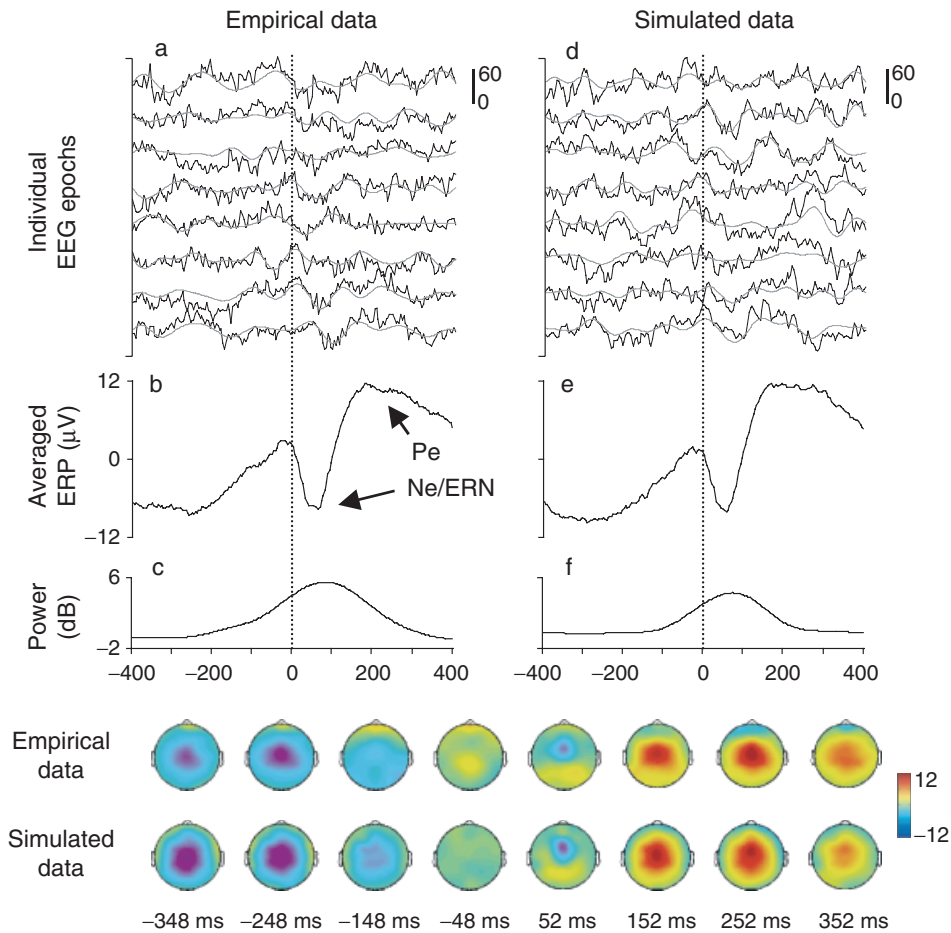 Empirical data
Simulated data
a
d
60
0
60
0
Individual
EEG epochs
b
e
12
0
−12
Averaged
ERP (μV)
Pe
Ne/ERN
c
f
6
−2
Power
(dB)
−400 −200 0 200 400
−400 −200 0 200 400
Empirical
data
Simulated
data
12
−12
−348 ms −248 ms −148 ms −48 ms 52 ms 152 ms 252 ms 352 ms